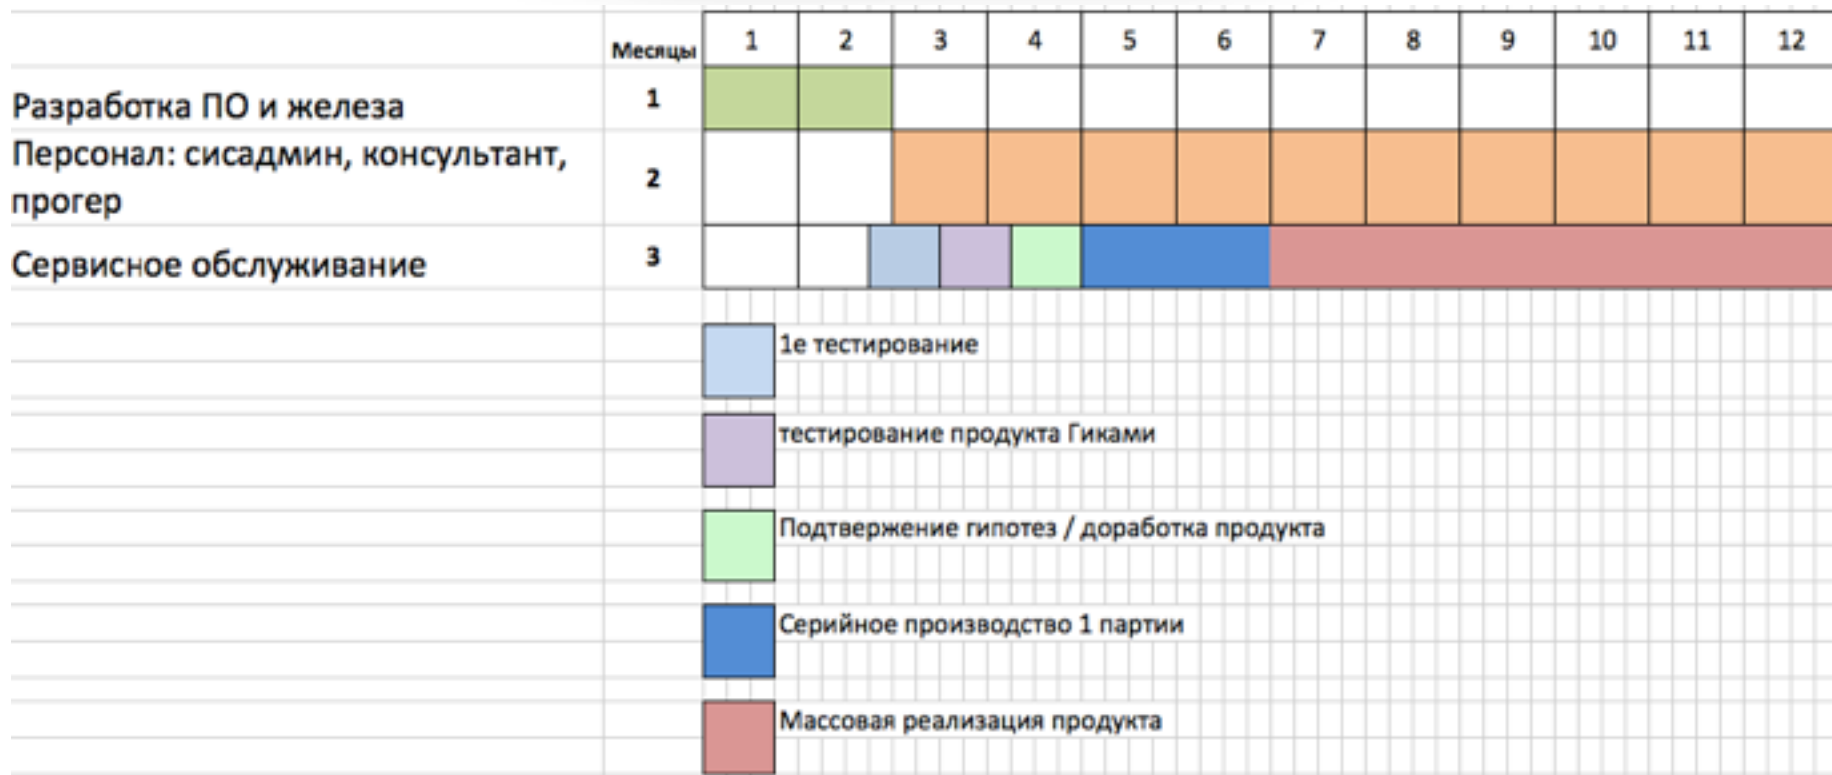 Месяцы 1 2 3 4 5 6 7 8 9 10 11 12
Разработка ПО и железа 1
Персонал: сисадмин, консультант,
прогер 2
Сервисное обслуживание 3
1е тестирование
тестирование продукта Гиками
Подтвержение гипотез / доработка продукта
Серийное производство 1 партии
Массовая реализация продукта